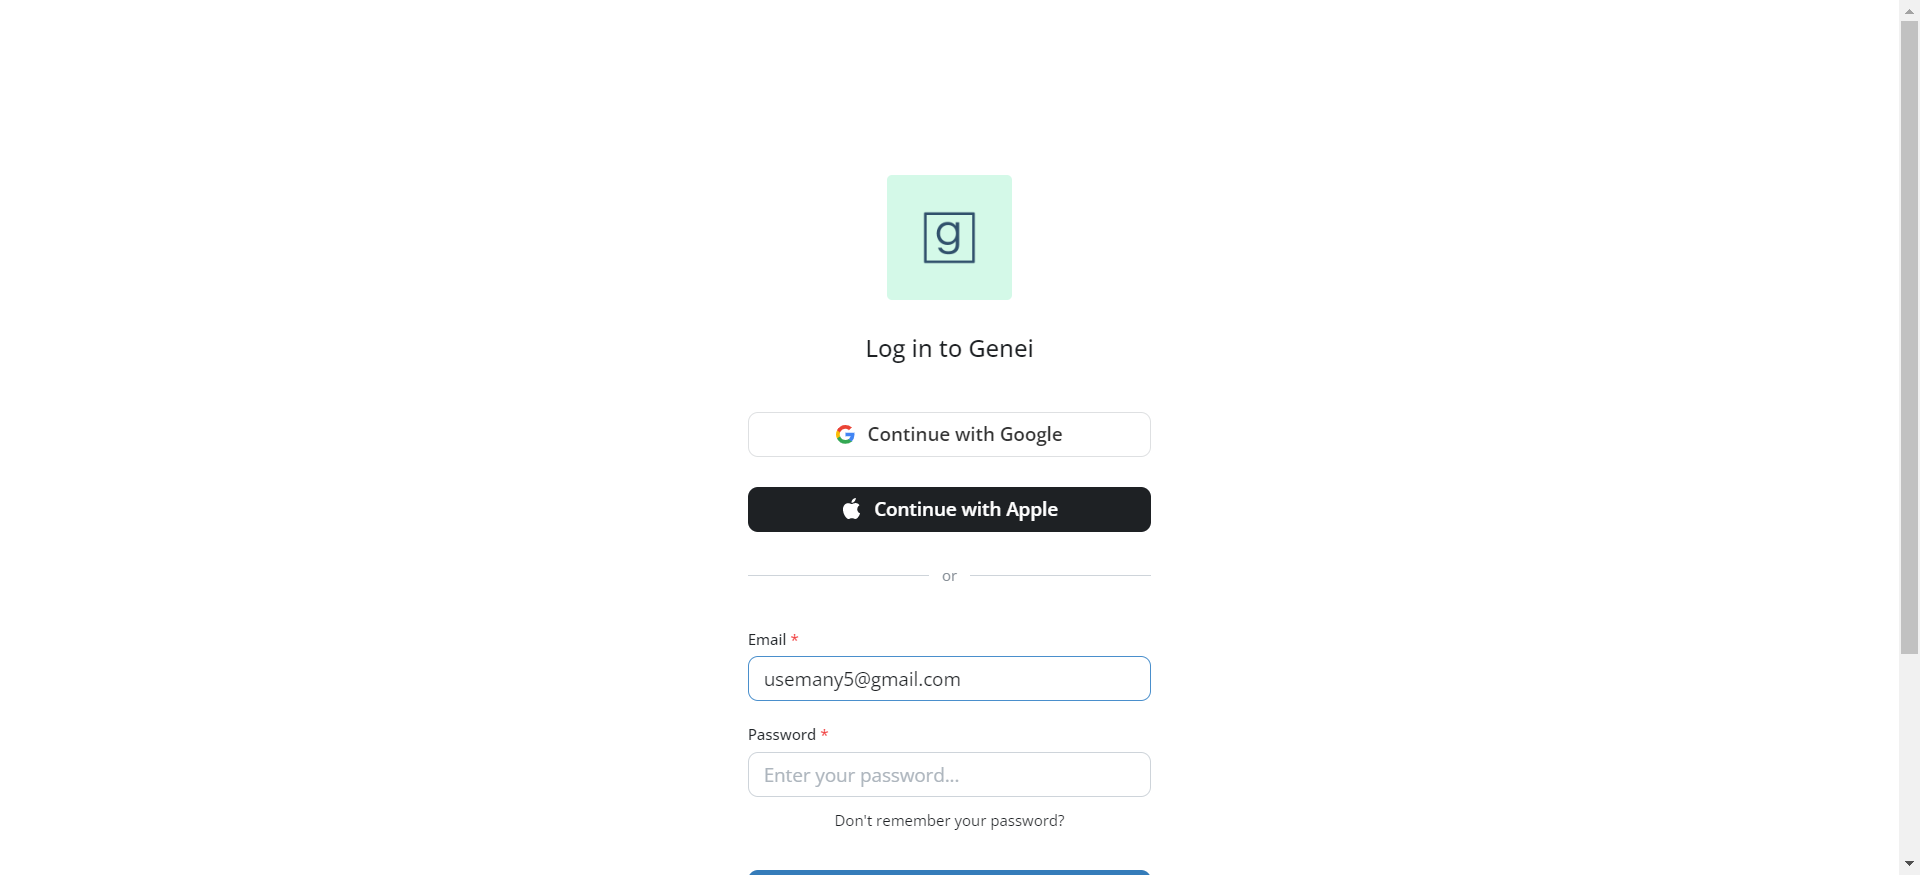 g
Log in to Genei
Continue with Google
Continue with Apple
or
Email *
usemany5@gmail.com
Password *
Enter your password...
Don't remember your password?